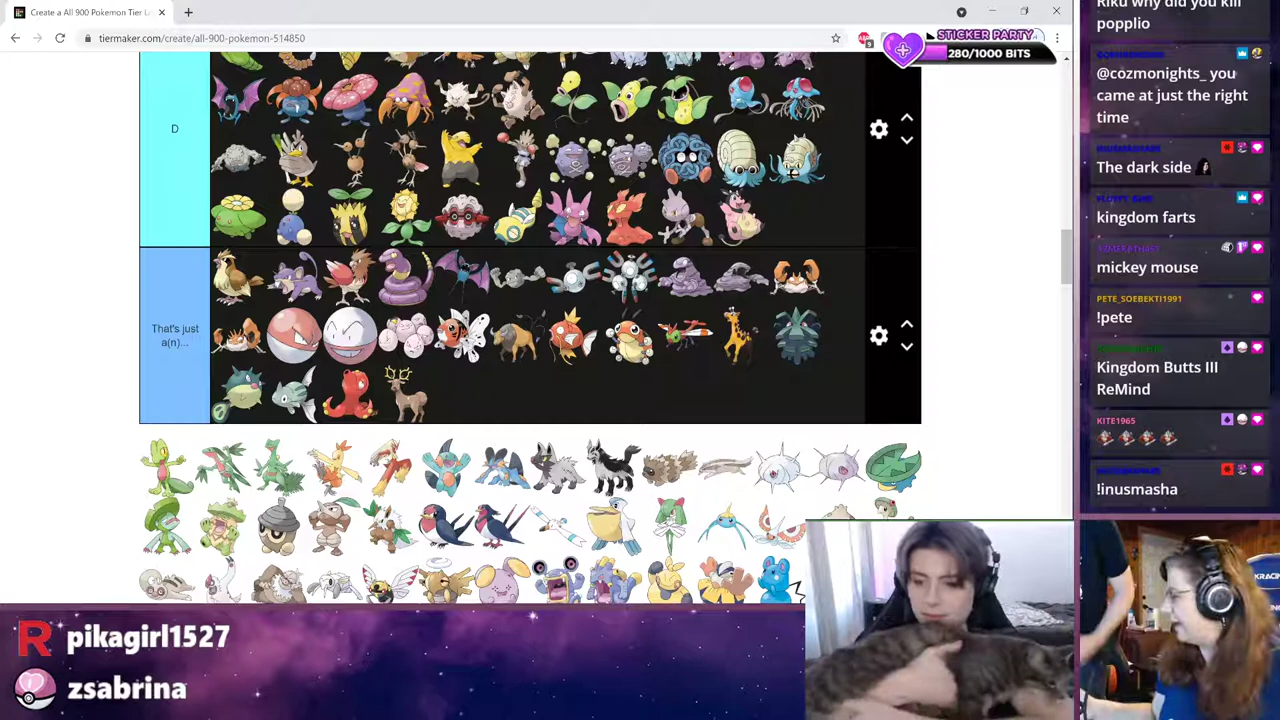 Create a All 900 Pokemon Tier Li
tiermaker.com/create/all-900-pokemon-514850
STICKER PARTY
280/1000 BITS
D
That's just
a(n)...
Riku why did you kill
popplio
@cozmonights_ you
came at just the right
time
The dark side
kingdom farts
mickey mouse
PETE_SOEBEKTI1991
!pete
Kingdom Butts III
ReMind
KITE1965
!inusmasha
R pikagirl1527
zsabrina
KRACING